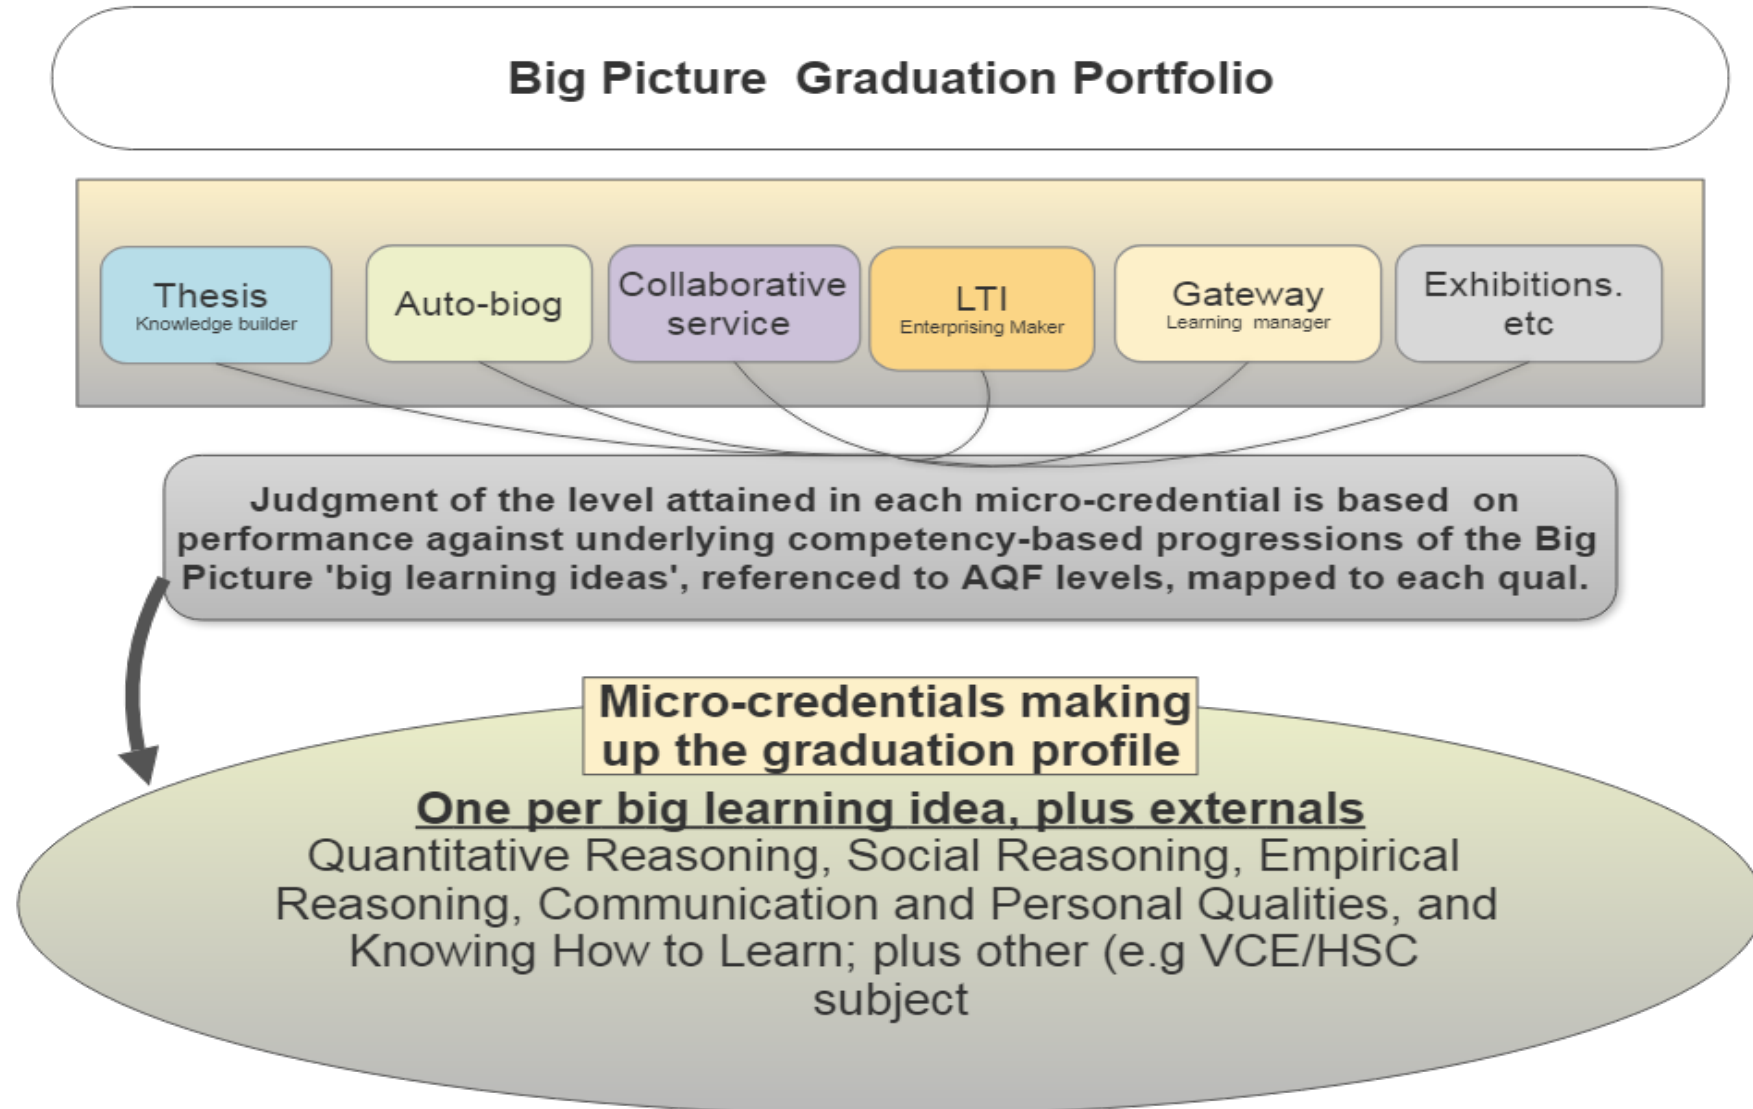 Big Picture  Graduation Portfolio
Thesis
Knowledge builder
Auto-biog
Collaborative
service
LTI
Enterprising Maker
Gateway
Learning  manager
Exhibitions.
etc
Judgment of the level attained in each micro-credential is based  on
performance against underlying competency-based progressions of the Big
Picture 'big learning ideas', referenced to AQF levels, mapped to each qual.
Micro-credentials making
up the graduation profile
One per big learning idea, plus externals
Quantitative Reasoning, Social Reasoning, Empirical
Reasoning, Communication and Personal Qualities, and
Knowing How to Learn; plus other (e.g VCE/HSC
subject